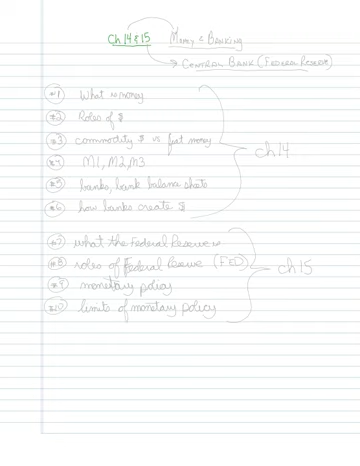 Ch 14 & 15 Money & Banking
→ Central Bank (Federal Reserve)
#1 What is money
#2 Roles of $
#3 commodity $ vs fiat money
#4 M1, M2, M3
#5 banks, bank balance sheets
#6 how banks create $
ch 14
#7 what the Federal Reserve is
#8 roles of Federal Reserve (FED)
#9 monetary policy
#10 limits of monetary policy
ch 15